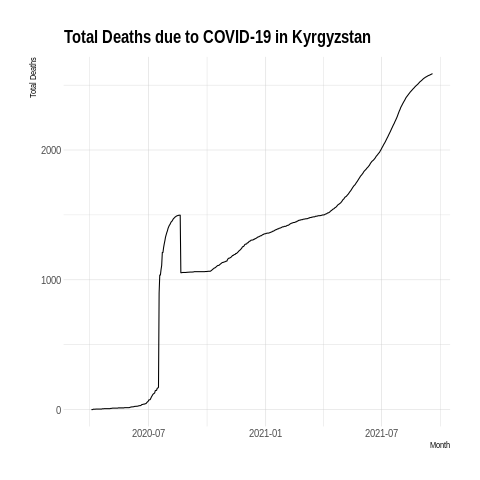 Total Deaths due to COVID-19 in Kyrgyzstan
Total Deaths
2000
1000
0
2020-07
2021-01
2021-07
Month